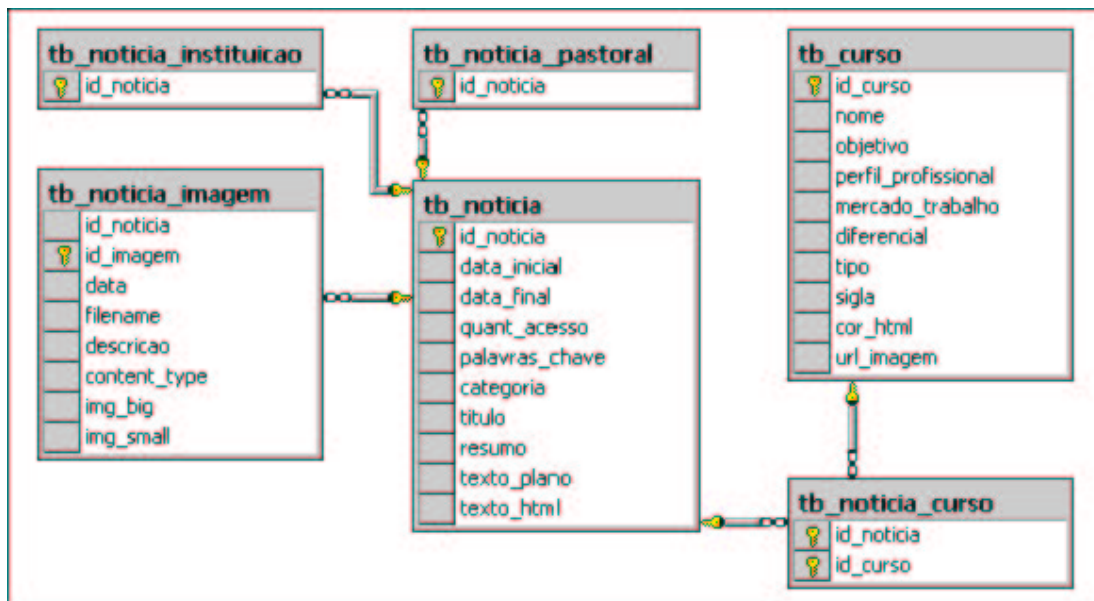 tb_noticia_instituicao
id_noticia
tb_noticia_pastoral
id_noticia
tb_curso
id_curso
nome
objetivo
perfil_profissional
mercado_trabalho
diferencial
tipo
sigla
cor_html
url_imagem
tb_noticia_imagem
id_noticia
id_imagem
data
filename
descricao
content_type
img_big
img_small
tb_noticia
id_noticia
data_inicial
data_final
quant_acesso
palavras_chave
categoria
titulo
resumo
texto_plano
texto_html
tb_noticia_curso
id_noticia
id_curso